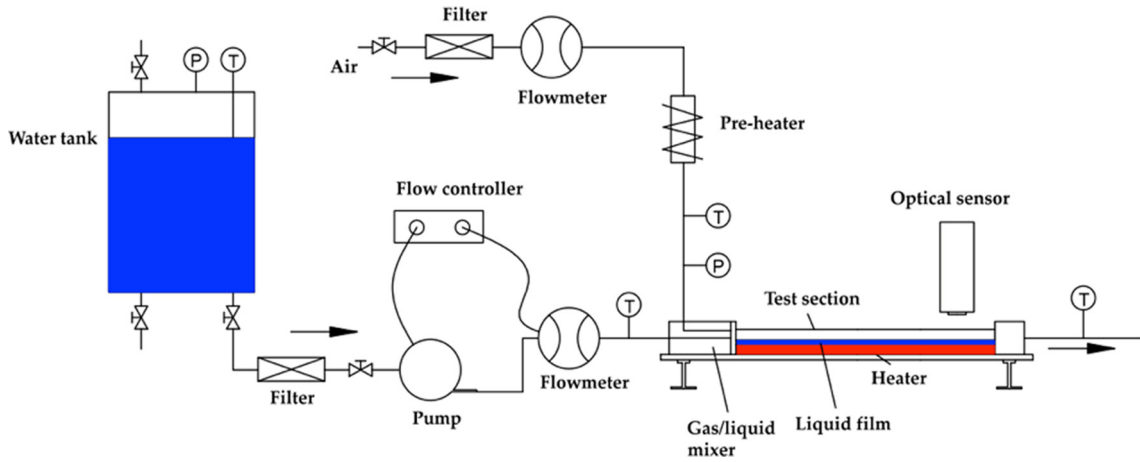 Filter
Air
Flowmeter
P
T
Water tank
Pre-heater
Flow controller
T
Optical sensor
P
T
Test section
T
Filter
Pump
Flowmeter
Heater
Gas/liquid
mixer
Liquid film